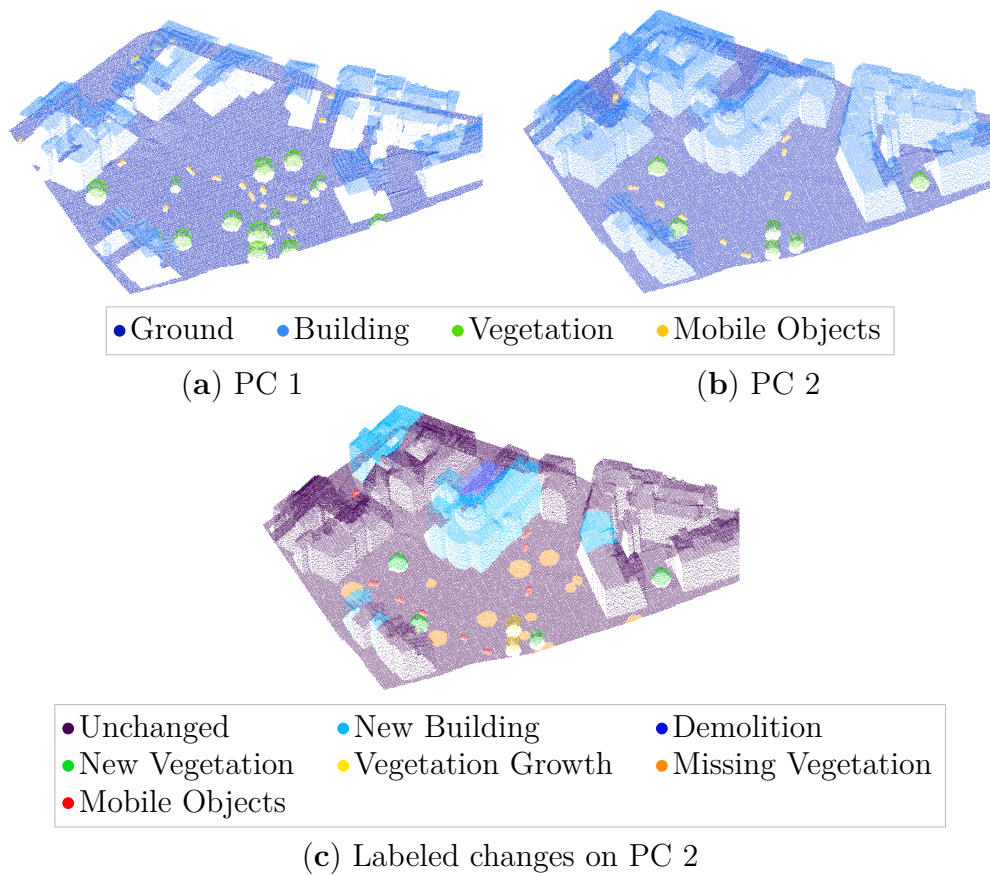 Ground Building Vegetation Mobile Objects
(a) PC 1
(b) PC 2
Unchanged New Building Demolition
New Vegetation Vegetation Growth Missing Vegetation
Mobile Objects
(c) Labeled changes on PC 2